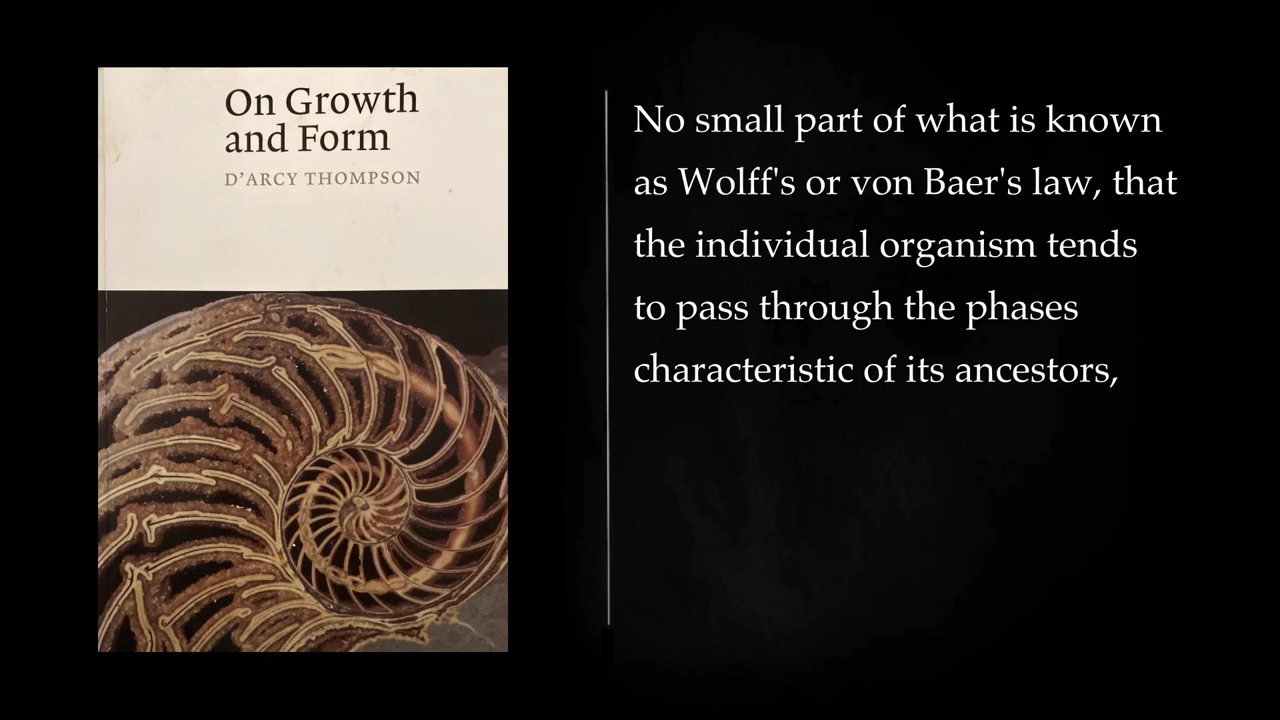 On Growth
and Form
D'ARCY THOMPSON
No small part of what is known
as Wolff's or von Baer's law, that
the individual organism tends
to pass through the phases
characteristic of its ancestors,